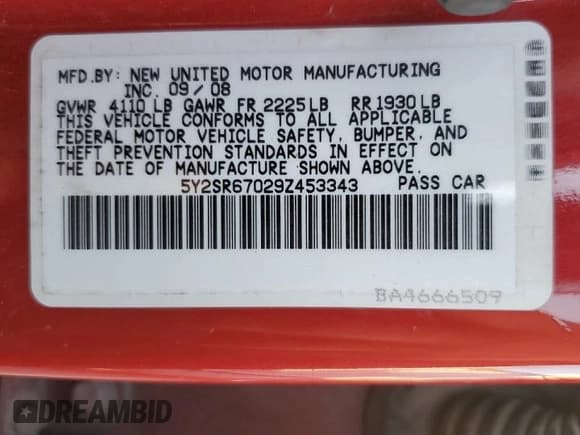 MFD.BY: NEW UNITED MOTOR MANUFACTURING
INC. 09/08
GVWR 4110 LB GAWR FR 2225 LB RR 1930 LB
THIS VEHICLE CONFORMS TO ALL APPLICABLE
FEDERAL MOTOR VEHICLE SAFETY, BUMPER, AND
THEFT PREVENTION STANDARDS IN EFFECT ON
THE DATE OF MANUFACTURE SHOWN ABOVE.
5Y2SR67029Z453343 PASS CAR
BA4666509
DREAMBID